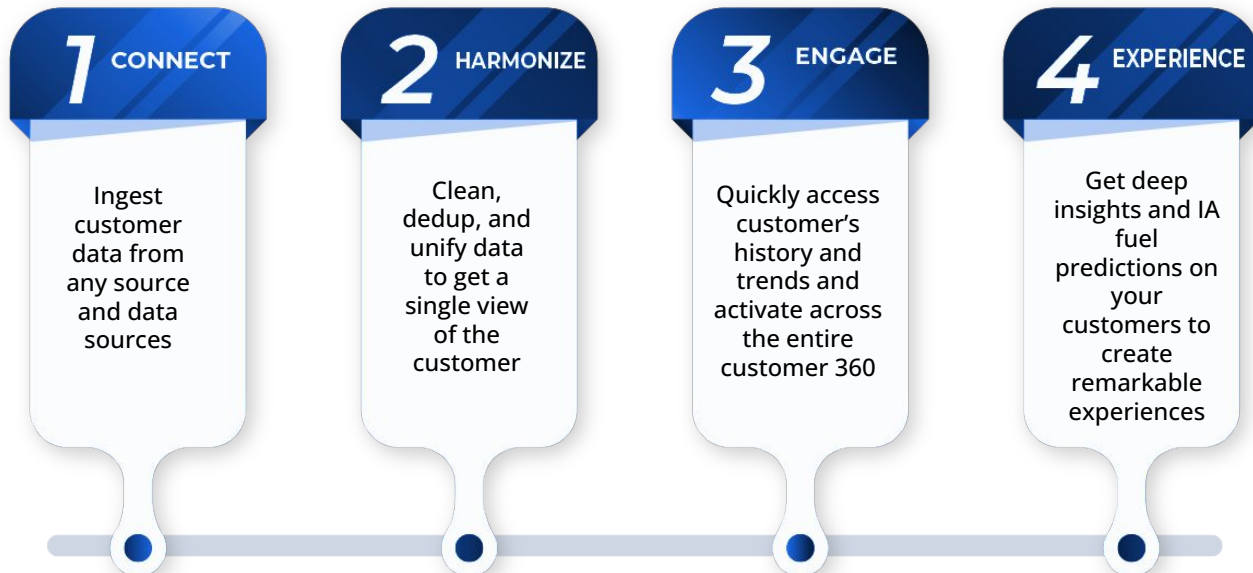 1 CONNECT
Ingest
customer
data from
any source
and data
sources
2 HARMONIZE
Clean,
dedup, and
unify data
to get a
single view
of the
customer
3 ENGAGE
Quickly access
customer’s
history and
trends and
activate across
the entire
customer 360
4 EXPERIENCE
Get deep
insights and IA
fuel
predictions on
your
customers to
create
remarkable
experiences